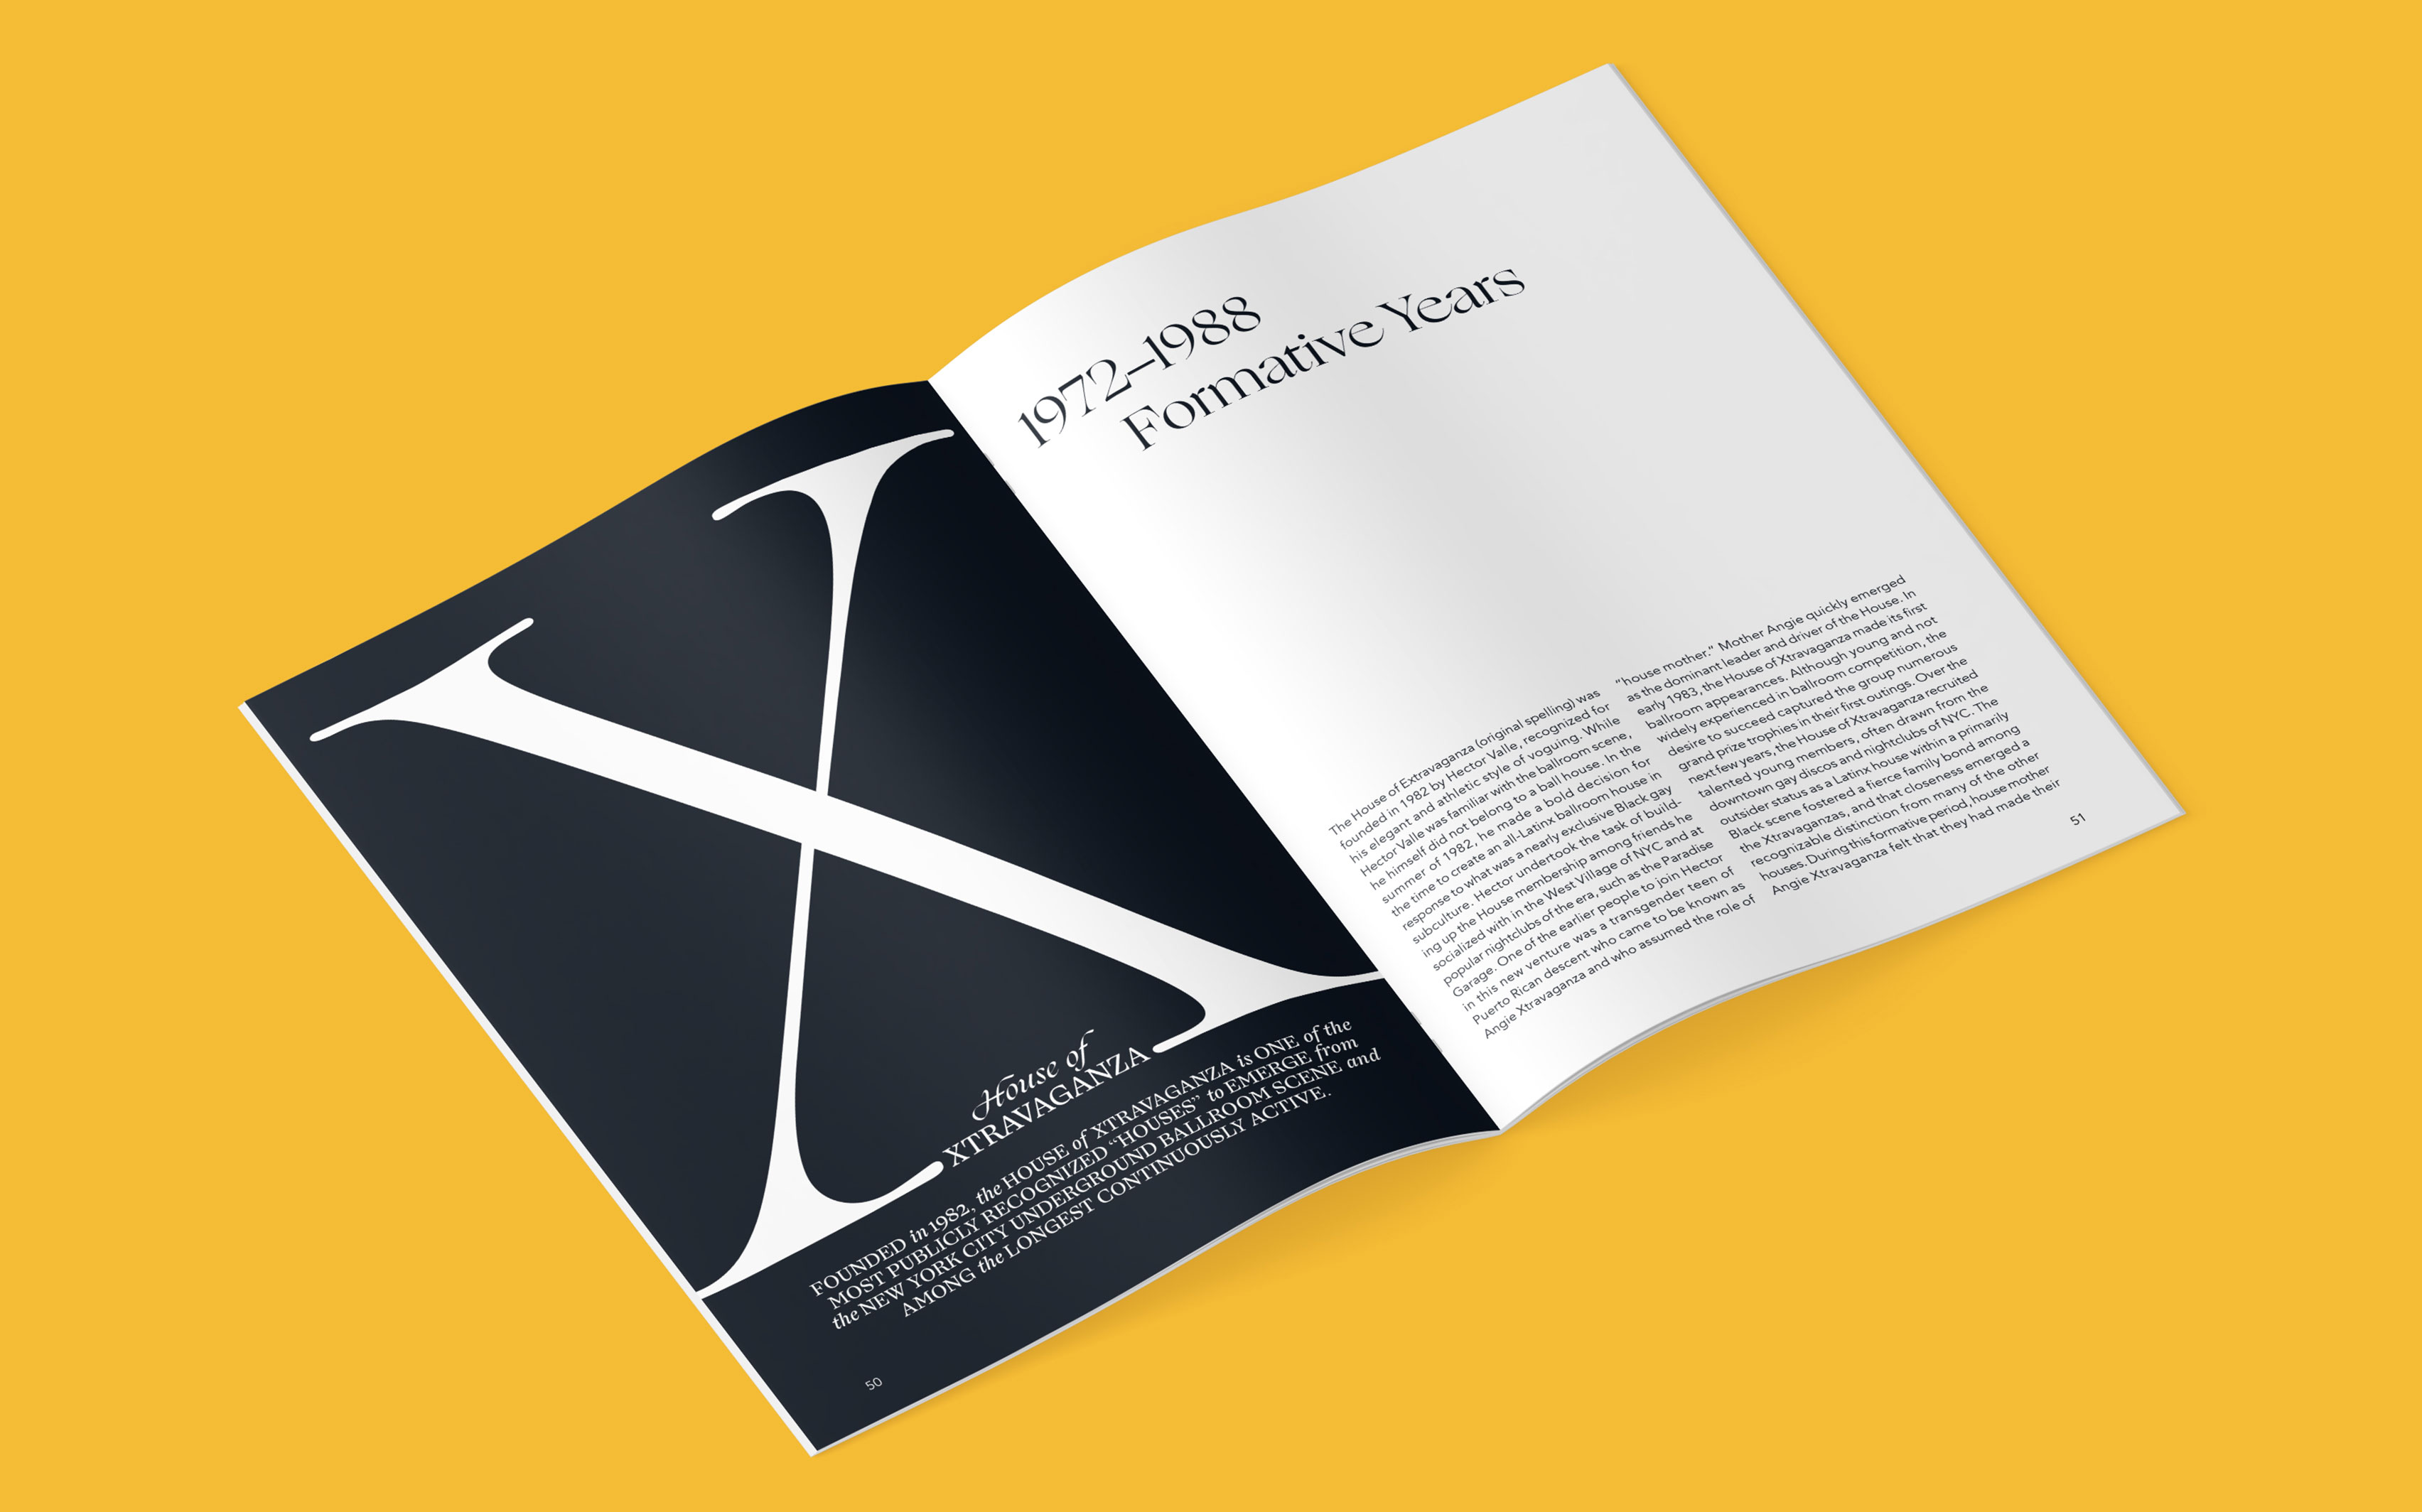 X
House of
XTRAVAGANZA
FOUNDED in 1982, the HOUSE of XTRAVAGANZA is ONE of the
MOST PUBLICLY RECOGNIZED “HOUSES” to EMERGE from
the NEW YORK CITY UNDERGROUND BALLROOM SCENE and
AMONG the LONGEST CONTINUOUSLY ACTIVE.
50
1972–1988
Formative Years
The House of Extravaganza (original spelling) was
founded in 1982 by Hector Valle, recognized for
his elegant and athletic style of voguing. While
Hector Valle was familiar with the ballroom scene,
he himself did not belong to a ball house. In the
summer of 1982, he made a bold decision for
the time to create an all-Latinx ballroom house in
response to what was a nearly exclusive Black gay
subculture. Hector undertook the task of build-
ing up the House membership among friends he
socialized with in the West Village of NYC and at
popular nightclubs of the era, such as the Paradise
Garage. One of the earlier people to join Hector
in this new venture was a transgender teen of
Puerto Rican descent who came to be known as
Angie Xtravaganza and who assumed the role of
“house mother.” Mother Angie quickly emerged
as the dominant leader and driver of the House. In
early 1983, the House of Xtravaganza made its first
ballroom appearances. Although young and not
widely experienced in ballroom competition, the
desire to succeed captured the group numerous
grand prize trophies in their first outings. Over the
next few years, the House of Xtravaganza recruited
talented young members, often drawn from the
downtown gay discos and nightclubs of NYC. The
outsider status as a Latinx house within a primarily
Black scene fostered a fierce family bond among
the Xtravaganzas, and that closeness emerged a
recognizable distinction from many of the other
houses. During this formative period, house mother
Angie Xtravaganza felt that they had made their
51